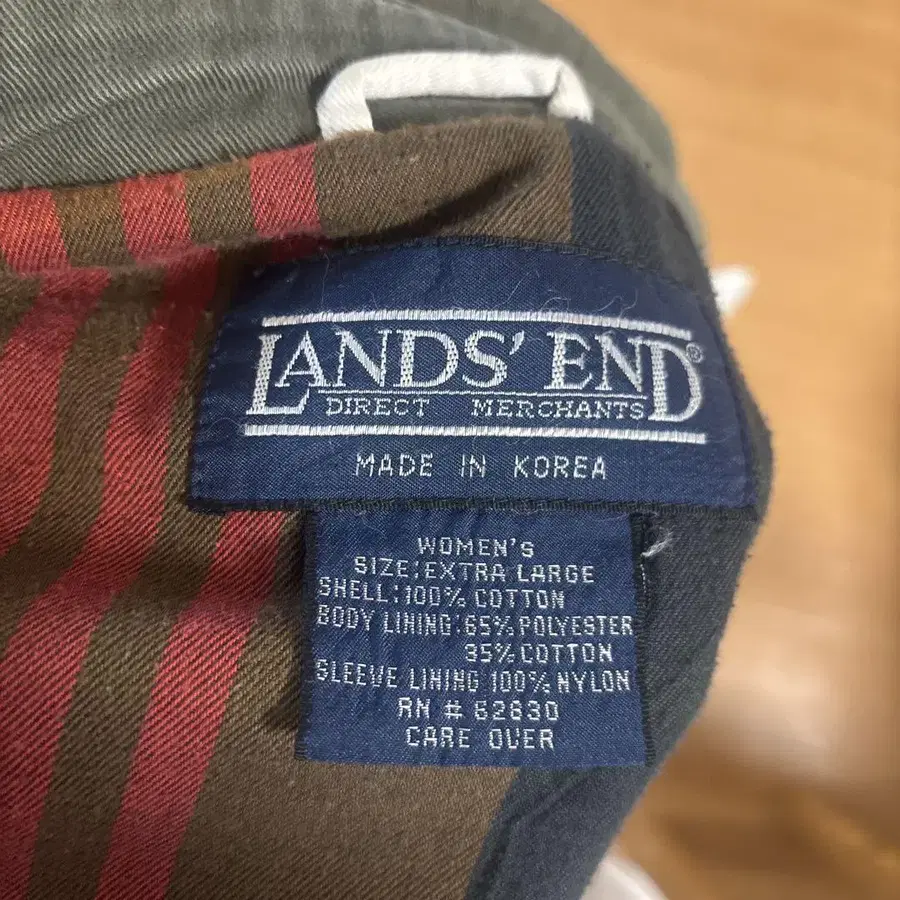 LANDS' END®
DIRECT MERCHANTS
MADE IN KOREA
WOMEN'S
SIZE:EXTRA LARGE
SHELL:100% COTTON
BODY LINING:65% POLYESTER
35% COTTON
SLEEVE LINING 100% NYLON
RN # 62830
CARE OVER